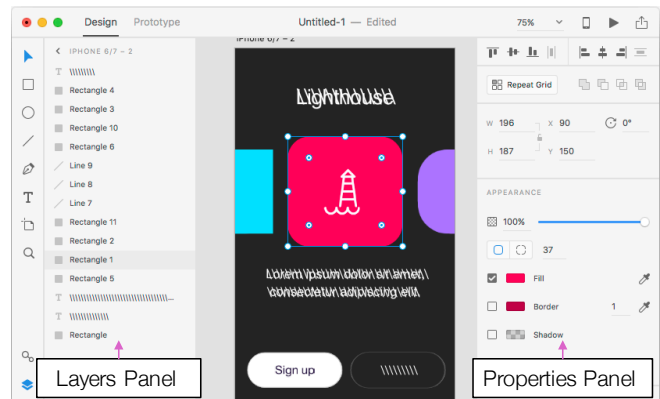 Design Prototype Untitled-1 — Edited 75%
IPHONE 6/7 – 2
iPhone 6/7 – 2
Rectangle 4
Rectangle 3
Rectangle 10
Rectangle 6
Line 9
Line 8
Line 7
Rectangle 11
Rectangle 2
Rectangle 1
Rectangle 5
Rectangle
Layers Panel
Lighthouse
Lorem ipsum dolor sit amet,
consectetur adipiscing elit
Sign up
Repeat Grid
W 196 X 90 0°
H 187 Y 150
APPEARANCE
100%
37
Fill
Border 1
Shadow
Properties Panel